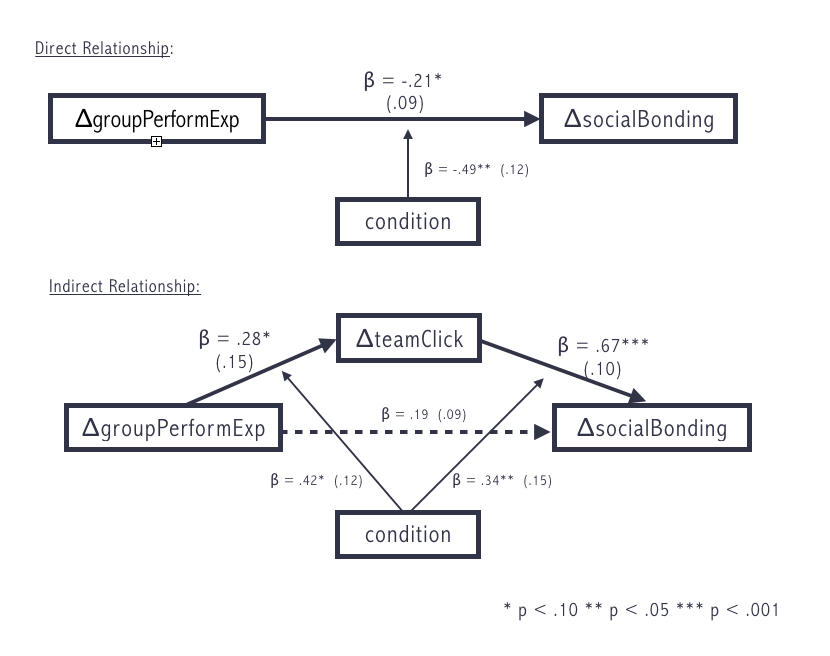 Direct Relationship:
β = -.21*
(.09)
ΔgroupPerformExp
ΔsocialBonding
β = -.49** (.12)
condition
Indirect Relationship:
ΔteamClick
β = .28*
(.15)
β = .67***
(.10)
ΔgroupPerformExp
β = .19 (.09)
ΔsocialBonding
β = .42* (.12)
β = .34** (.15)
condition
* p < .10 ** p < .05 *** p < .001